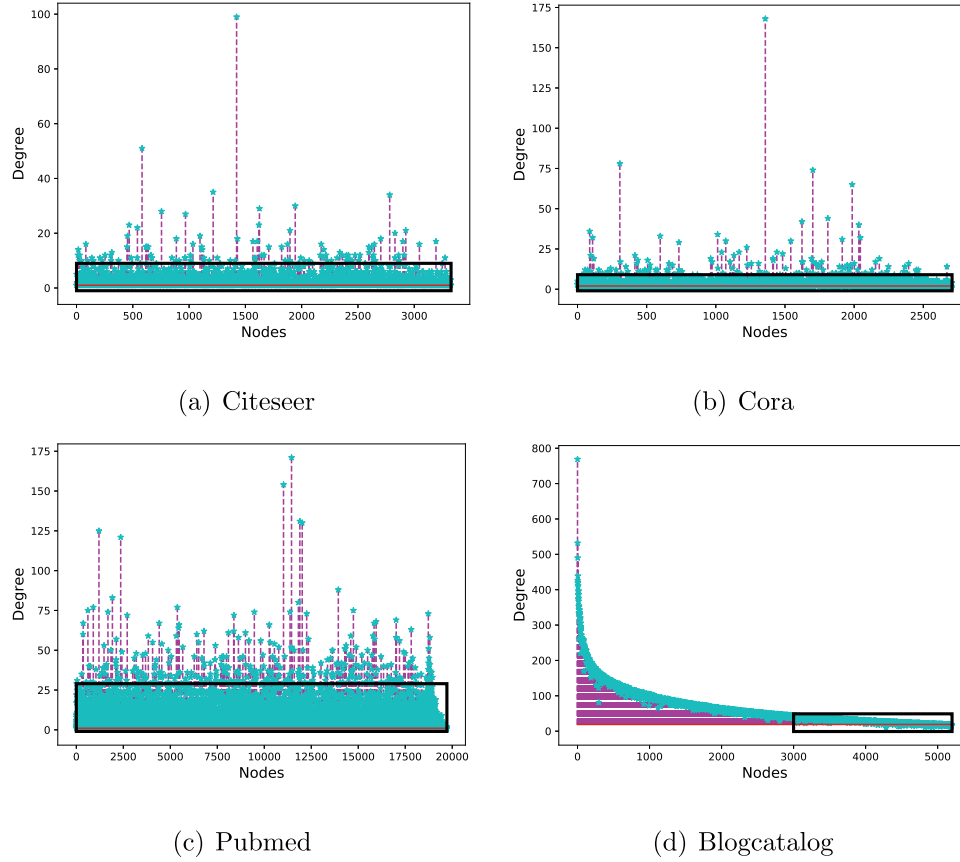 100
80
60
40
20
0
Degree
0 500 1000 1500 2000 2500 3000
Nodes
(a) Citeseer
175
150
125
100
75
50
25
0
Degree
0 500 1000 1500 2000 2500
Nodes
(b) Cora
175
150
125
100
75
50
25
0
Degree
0 2500 5000 7500 10000 12500 15000 17500 20000
Nodes
(c) Pubmed
800
700
600
500
400
300
200
100
0
Degree
0 1000 2000 3000 4000 5000
Nodes
(d) Blogcatalog